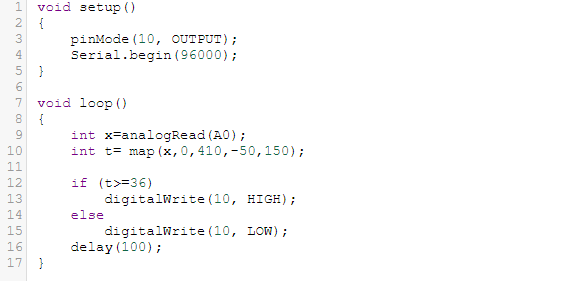 1 void setup()
2 {
3     pinMode(10, OUTPUT);
4     Serial.begin(96000);
5 }
6
7 void loop()
8 {
9     int x=analogRead(A0);
10     int t= map(x,0,410,-50,150);
11
12     if (t>=36)
13         digitalWrite(10, HIGH);
14     else
15         digitalWrite(10, LOW);
16     delay(100);
17 }